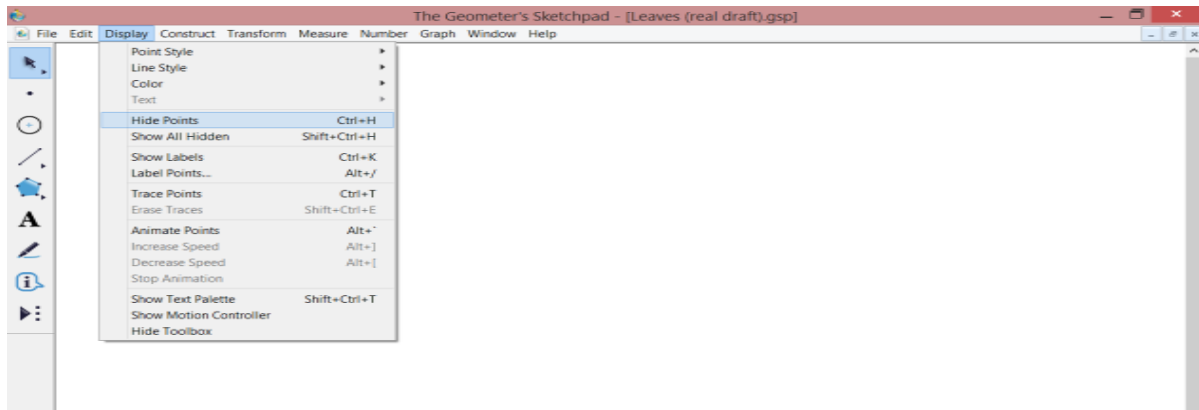 The Geometer's Sketchpad - [Leaves (real draft).gsp]
File Edit Display Construct Transform Measure Number Graph Window Help
Point Style
Line Style
Color
Text
Hide Points Ctrl+H
Show All Hidden Shift+Ctrl+H
Show Labels Ctrl+K
Label Points... Alt+/
Trace Points Ctrl+T
Erase Traces Shift+Ctrl+E
Animate Points Alt+`
Increase Speed Alt+]
Decrease Speed Alt+[
Stop Animation
Show Text Palette Shift+Ctrl+T
Show Motion Controller
Hide Toolbox
A
i